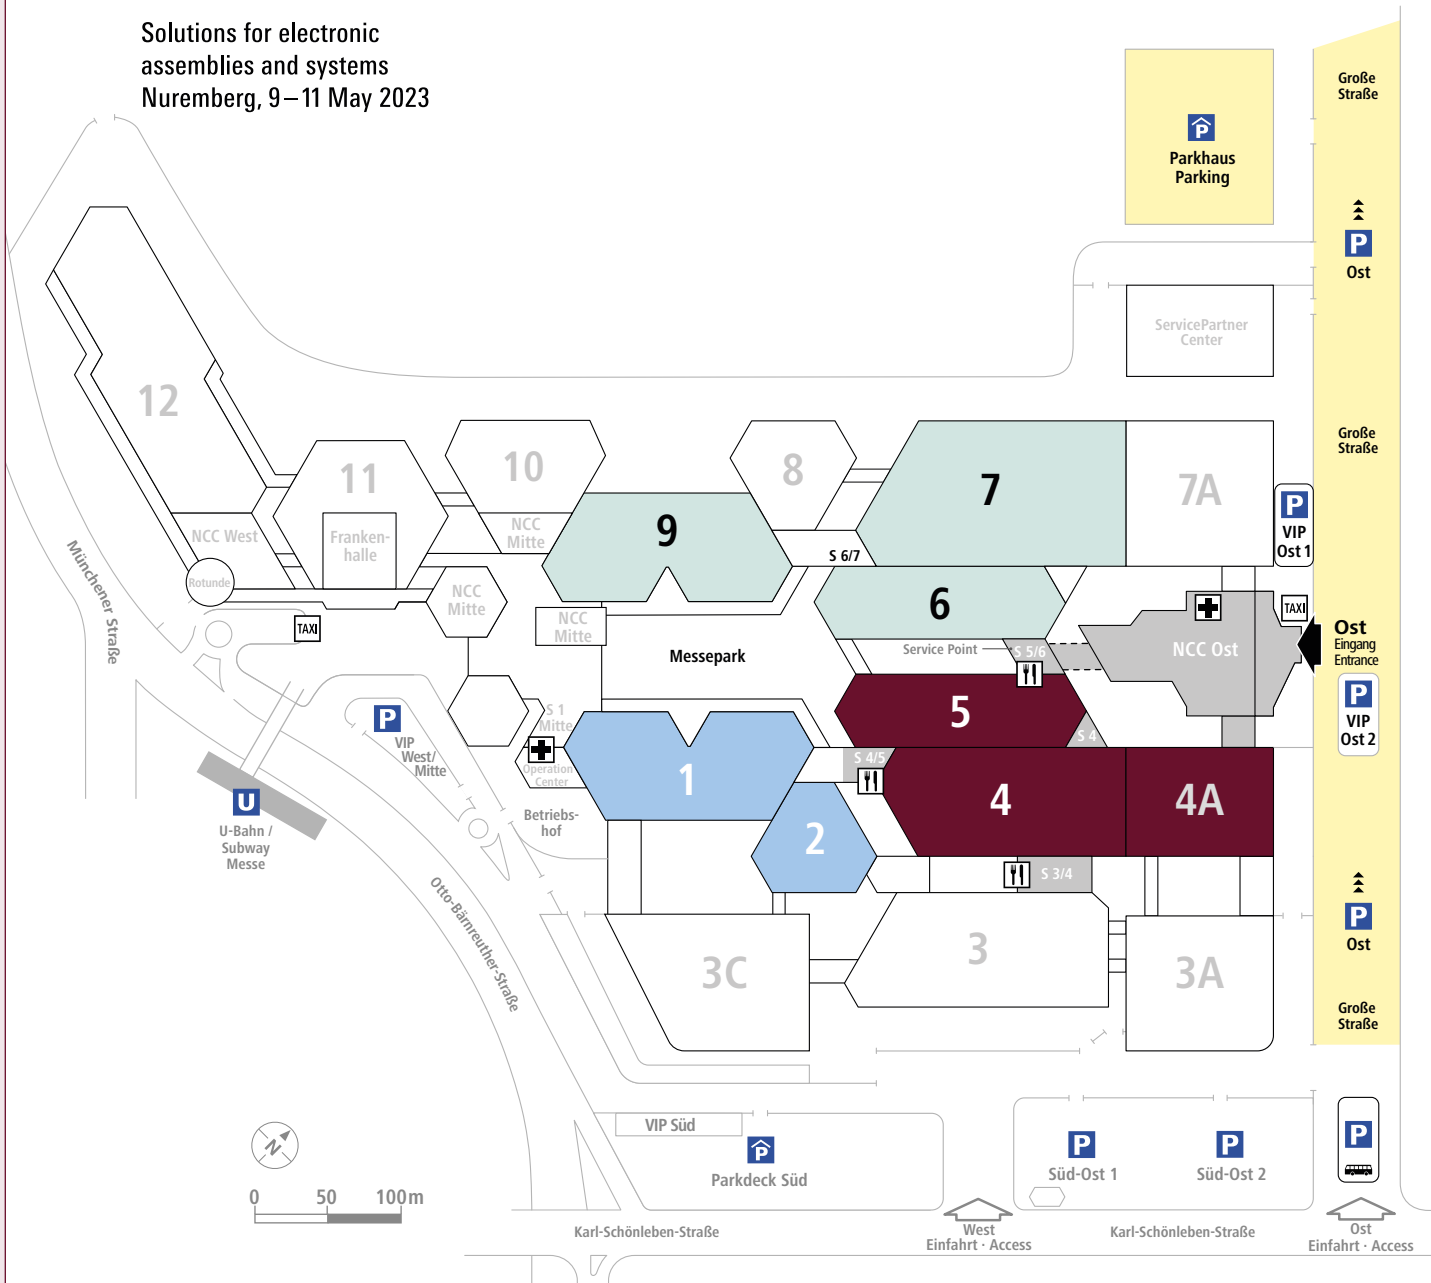 Solutions for electronic
assemblies and systems
Nuremberg, 9–11 May 2023
Große
Straße
P
Parkhaus
Parking
P
Ost
ServicePartner
Center
12
11
10
8
7
7A
Große
Straße
NCC West
Franken-
halle
NCC
Mitte
9
S 6/7
P
VIP
Ost 1
Rotunde
NCC
Mitte
NCC
Mitte
6
TAXI
TAXI
Münchener Straße
Messepark
Service Point
S 5/6
NCC Ost
Ost
Eingang
Entrance
P
VIP
Ost 2
P
VIP
West/
Mitte
S 1
Mitte
Operation
Center
5
S 4
S 4/5
1
4
4A
2
U
U-Bahn /
Subway
Messe
Betriebs-
hof
S 3/4
Otto-Bärnreuther-Straße
P
Ost
3C
3
3A
Große
Straße
N
0 50 100m
VIP Süd
P
Parkdeck Süd
P
Süd-Ost 1
P
Süd-Ost 2
P
Karl-Schönleben-Straße
West
Einfahrt · Access
Karl-Schönleben-Straße
Ost
Einfahrt · Access